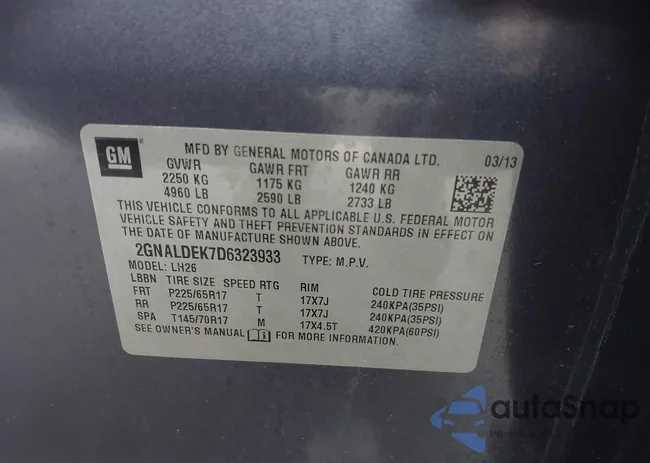 GM
MFD BY GENERAL MOTORS OF CANADA LTD. 03/13
GVWR GAWR FRT GAWR RR
2250 KG 1175 KG 1240 KG
4960 LB 2590 LB 2733 LB
THIS VEHICLE CONFORMS TO ALL APPLICABLE U.S. FEDERAL MOTOR
VEHICLE SAFETY AND THEFT PREVENTION STANDARDS IN EFFECT ON
THE DATE OF MANUFACTURE SHOWN ABOVE.
2GNALDEK7D6323933 TYPE: M.P.V.
MODEL: LH26
LBBN TIRE SIZE SPEED RTG RIM COLD TIRE PRESSURE
FRT P225/65R17 T 17X7J 240KPA(35PSI)
RR P225/65R17 T 17X7J 240KPA(35PSI)
SPA T145/70R17 M 17X4.5T 420KPA(60PSI)
SEE OWNER'S MANUAL FOR MORE INFORMATION.
autoSnap